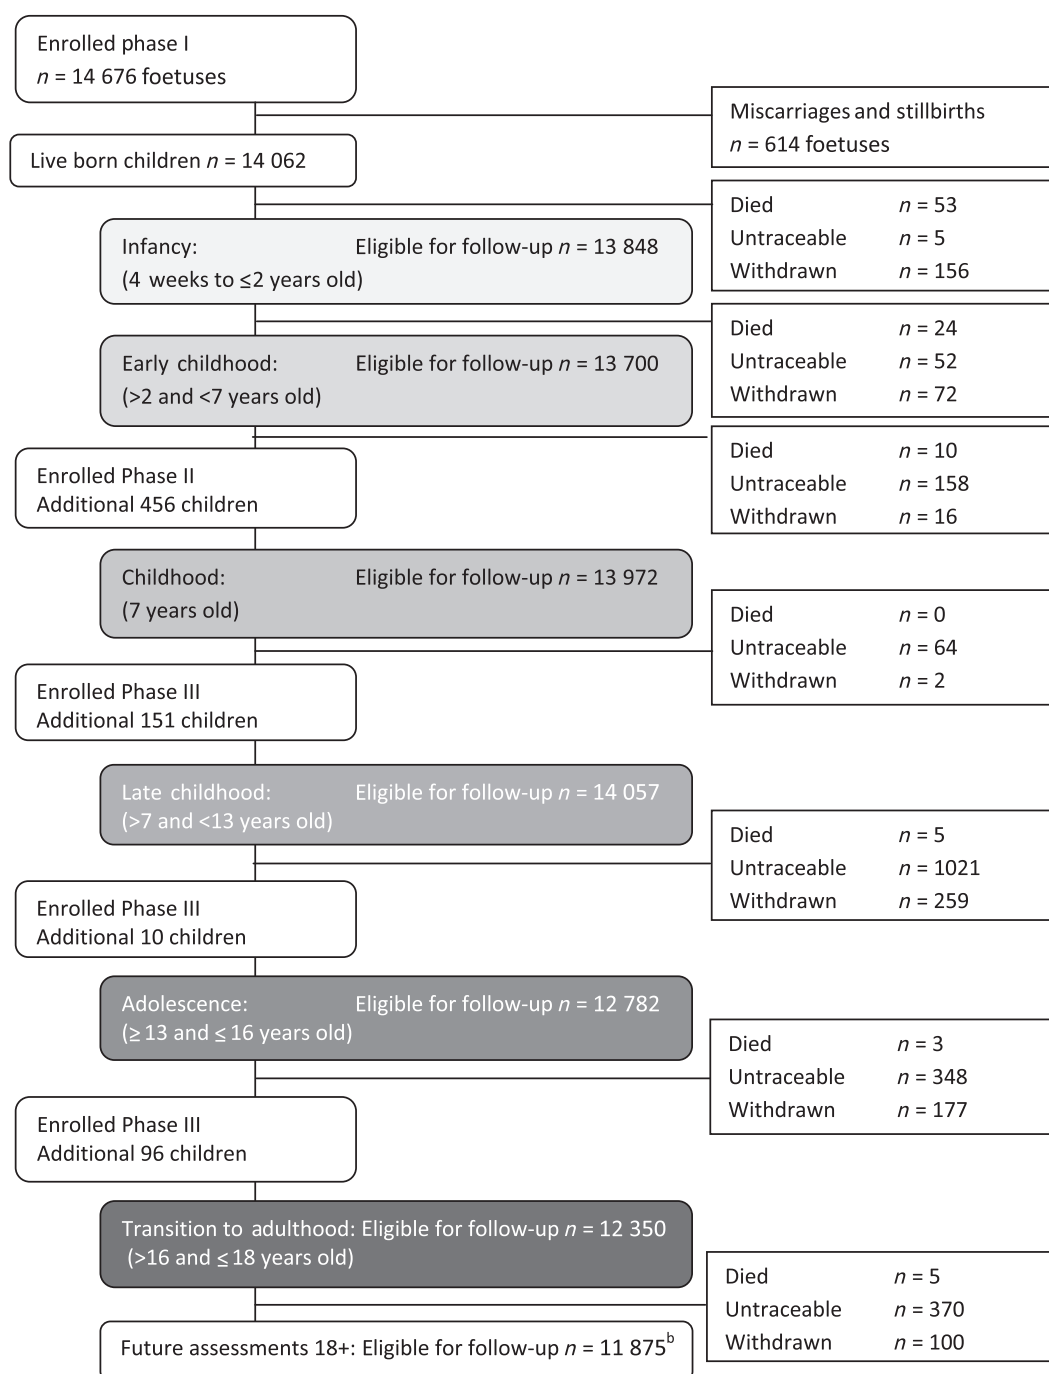 Enrolled phase I
n = 14 676 foetuses
Miscarriages and stillbirths
n = 614 foetuses
Live born children n = 14 062
Died n = 53
Untraceable n = 5
Withdrawn n = 156
Infancy: Eligible for follow-up n = 13 848
(4 weeks to ≤2 years old)
Died n = 24
Untraceable n = 52
Withdrawn n = 72
Early childhood: Eligible for follow-up n = 13 700
(>2 and <7 years old)
Died n = 10
Untraceable n = 158
Withdrawn n = 16
Enrolled Phase II
Additional 456 children
Childhood: Eligible for follow-up n = 13 972
(7 years old)
Died n = 0
Untraceable n = 64
Withdrawn n = 2
Enrolled Phase III
Additional 151 children
Late childhood: Eligible for follow-up n = 14 057
(>7 and <13 years old)
Died n = 5
Untraceable n = 1021
Withdrawn n = 259
Enrolled Phase III
Additional 10 children
Adolescence: Eligible for follow-up n = 12 782
(≥ 13 and ≤ 16 years old)
Died n = 3
Untraceable n = 348
Withdrawn n = 177
Enrolled Phase III
Additional 96 children
Transition to adulthood: Eligible for follow-up n = 12 350
(>16 and ≤ 18 years old)
Died n = 5
Untraceable n = 370
Withdrawn n = 100
Future assessments 18+: Eligible for follow-up n = 11 875b